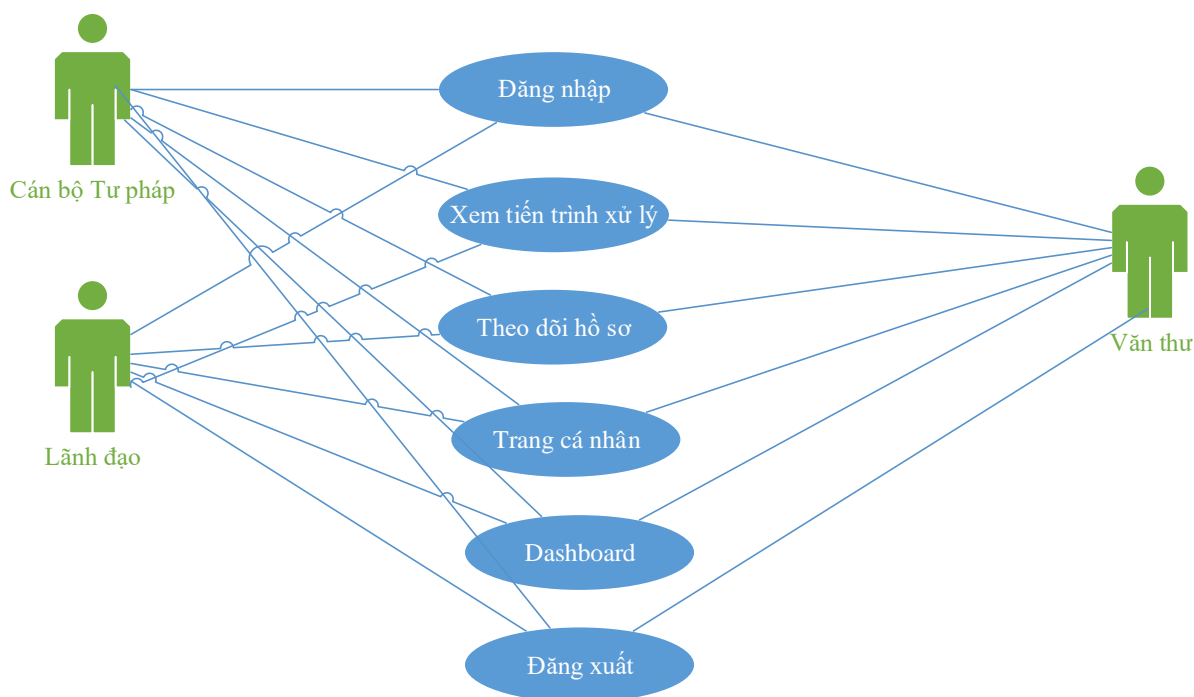 Đăng nhập
Cán bộ Tư pháp
Xem tiến trình xử lý
Theo dõi hồ sơ
Văn thư
Lãnh đạo
Trang cá nhân
Dashboard
Đăng xuất